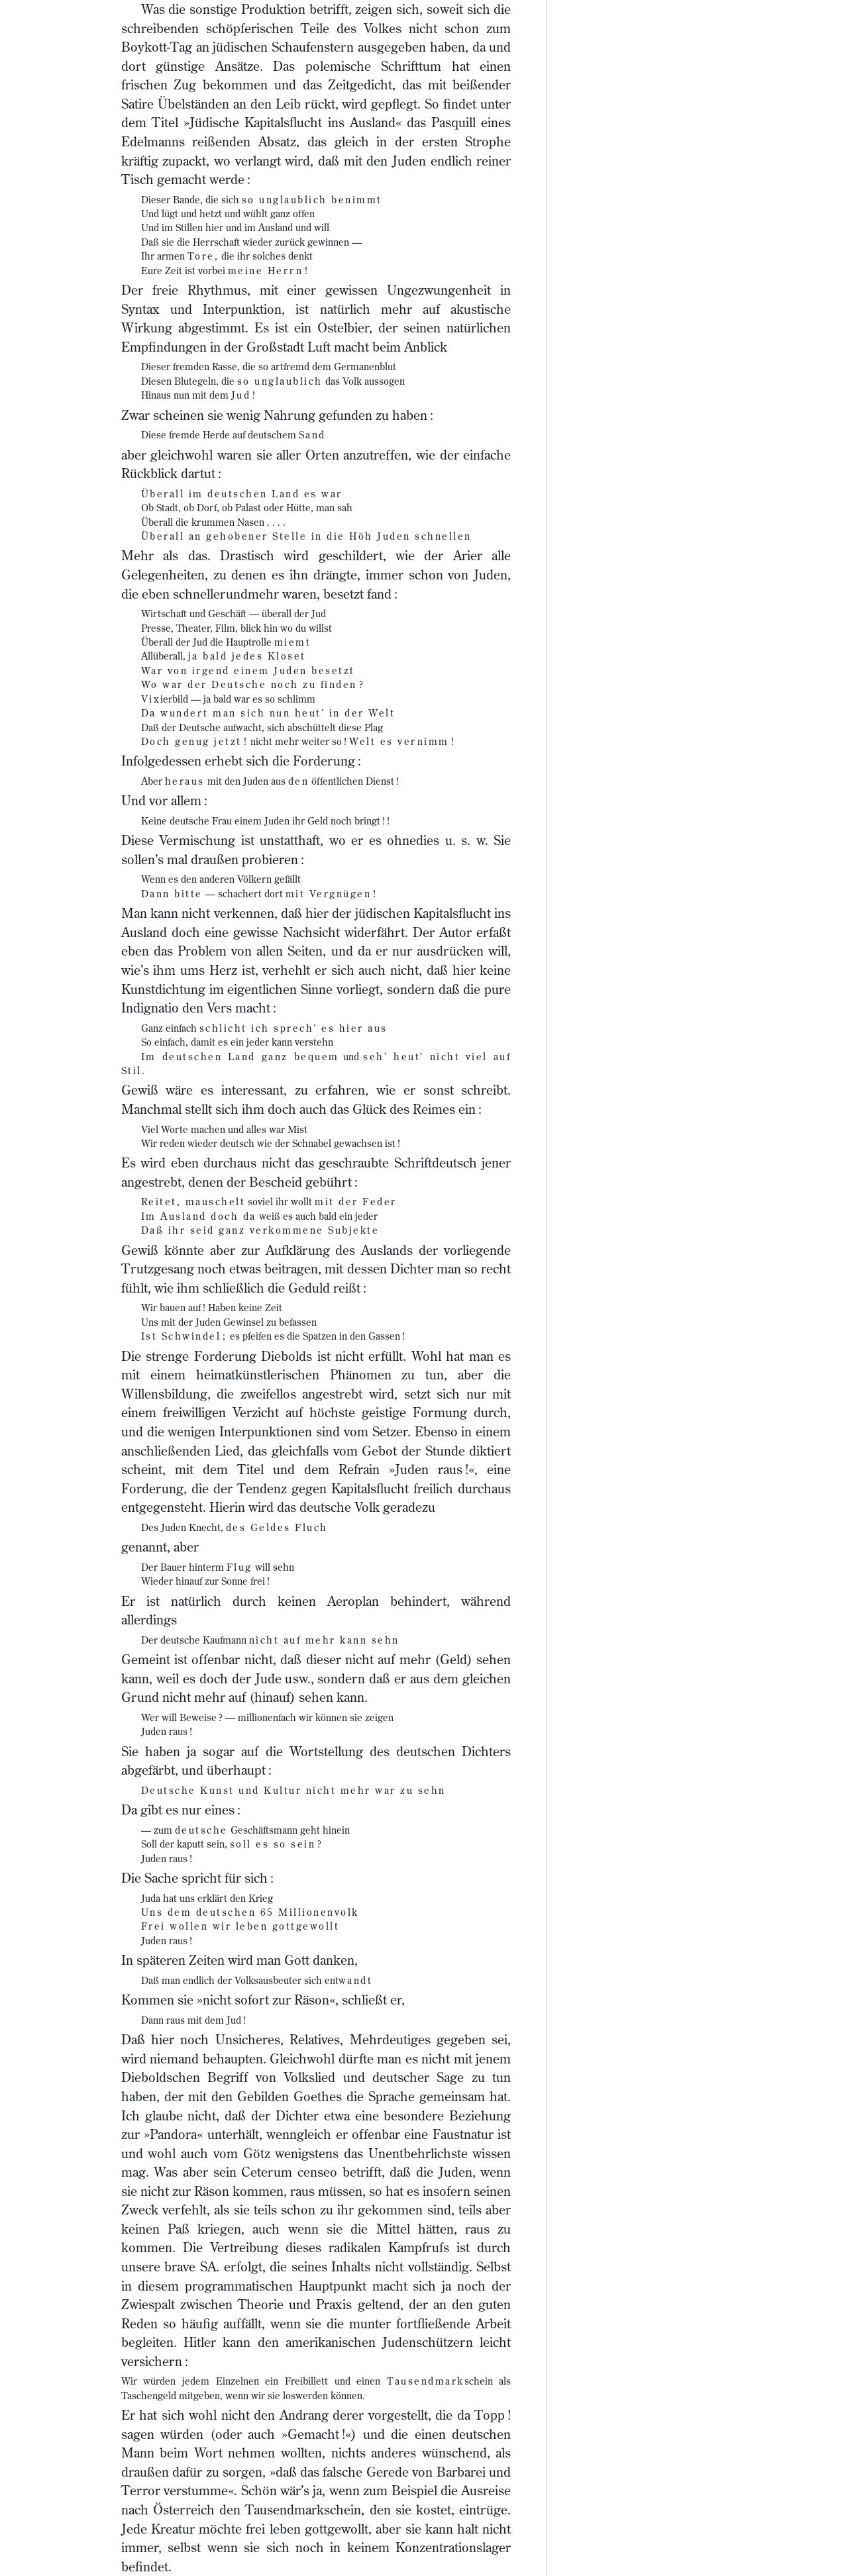 Was die sonstige Produktion betrifft, zeigen sich, soweit sich die
schreibenden schöpferischen Teile des Volkes nicht schon zum
Boykott-Tag an jüdischen Schaufenstern ausgegeben haben, da und
dort günstige Ansätze. Das polemische Schrifttum hat einen
frischen Zug bekommen und das Zeitgedicht, das mit beißender
Satire Übelständen an den Leib rückt, wird gepflegt. So findet unter
dem Titel »Jüdische Kapitalsflucht ins Ausland« das Pasquill eines
Edelmanns reißenden Absatz, das gleich in der ersten Strophe
kräftig zupackt, wo verlangt wird, daß mit den Juden endlich reiner
Tisch gemacht werde :
Dieser Bande, die sich so unglaublich benimmt
Und lügt und hetzt und wühlt ganz offen
Und im Stillen hier und im Ausland und will
Daß sie die Herrschaft wieder zurück gewinnen —
Ihr armen Tore, die ihr solches denkt
Eure Zeit ist vorbei meine Herrn !
Der freie Rhythmus, mit einer gewissen Ungezwungenheit in
Syntax und Interpunktion, ist natürlich mehr auf akustische
Wirkung abgestimmt. Es ist ein Ostelbier, der seinen natürlichen
Empfindungen in der Großstadt Luft macht beim Anblick
Dieser fremden Rasse, die so artfremd dem Germanenblut
Diesen Blutegeln, die so unglaublich das Volk aussogen
Hinaus nun mit dem Jud !
Zwar scheinen sie wenig Nahrung gefunden zu haben :
Diese fremde Herde auf deutschem Sand
aber gleichwohl waren sie aller Orten anzutreffen, wie der einfache
Rückblick dartut :
Überall im deutschen Land es war
Ob Stadt, ob Dorf, ob Palast oder Hütte, man sah
Überall die krummen Nasen . . . .
Überall an gehobener Stelle in die Höh Juden schnellen
Mehr als das. Drastisch wird geschildert, wie der Arier alle
Gelegenheiten, zu denen es ihn drängte, immer schon von Juden,
die eben schnellerundmehr waren, besetzt fand :
Wirtschaft und Geschäft — überall der Jud
Presse, Theater, Film, blick hin wo du willst
Überall der Jud die Hauptrolle miemt
Allüberall, ja bald jedes Kloset
War von irgend einem Juden besetzt
Wo war der Deutsche noch zu finden ?
Vixierbild — ja bald war es so schlimm
Da wundert man sich nun heut’ in der Welt
Daß der Deutsche aufwacht, sich abschüttelt diese Plag
Doch genug jetzt ! nicht mehr weiter so ! Welt es vernimm !
Infolgedessen erhebt sich die Forderung :
Aber heraus mit den Juden aus den öffentlichen Dienst !
Und vor allem :
Keine deutsche Frau einem Juden ihr Geld noch bringt ! !
Diese Vermischung ist unstatthaft, wo er es ohnedies u. s. w. Sie
sollen’s mal draußen probieren :
Wenn es den anderen Völkern gefällt
Dann bitte — schachert dort mit Vergnügen !
Man kann nicht verkennen, daß hier der jüdischen Kapitalsflucht ins
Ausland doch eine gewisse Nachsicht widerfährt. Der Autor erfaßt
eben das Problem von allen Seiten, und da er nur ausdrücken will,
wie’s ihm ums Herz ist, verhehlt er sich auch nicht, daß hier keine
Kunstdichtung im eigentlichen Sinne vorliegt, sondern daß die pure
Indignatio den Vers macht :
Ganz einfach schlicht ich sprech’ es hier aus
So einfach, damit es ein jeder kann verstehn
Im deutschen Land ganz bequem und seh’ heut’ nicht viel auf
Stil.
Gewiß wäre es interessant, zu erfahren, wie er sonst schreibt.
Manchmal stellt sich ihm doch auch das Glück des Reimes ein :
Viel Worte machen und alles war Mist
Wir reden wieder deutsch wie der Schnabel gewachsen ist !
Es wird eben durchaus nicht das geschraubte Schriftdeutsch jener
angestrebt, denen der Bescheid gebührt :
Reitet, mauschelt soviel ihr wollt mit der Feder
Im Ausland doch da weiß es auch bald ein jeder
Daß ihr seid ganz verkommene Subjekte
Gewiß könnte aber zur Aufklärung des Auslands der vorliegende
Trutzgesang noch etwas beitragen, mit dessen Dichter man so recht
fühlt, wie ihm schließlich die Geduld reißt :
Wir bauen auf ! Haben keine Zeit
Uns mit der Juden Gewinsel zu befassen
Ist Schwindel ; es pfeifen es die Spatzen in den Gassen !
Die strenge Forderung Diebolds ist nicht erfüllt. Wohl hat man es
mit einem heimatkünstlerischen Phänomen zu tun, aber die
Willensbildung, die zweifellos angestrebt wird, setzt sich nur mit
einem freiwilligen Verzicht auf höchste geistige Formung durch,
und die wenigen Interpunktionen sind vom Setzer. Ebenso in einem
anschließenden Lied, das gleichfalls vom Gebot der Stunde diktiert
scheint, mit dem Titel und dem Refrain »Juden raus !«, eine
Forderung, die der Tendenz gegen Kapitalsflucht freilich durchaus
entgegensteht. Hierin wird das deutsche Volk geradezu
Des Juden Knecht, des Geldes Fluch
genannt, aber
Der Bauer hinterm Flug will sehn
Wieder hinauf zur Sonne frei !
Er ist natürlich durch keinen Aeroplan behindert, während
allerdings
Der deutsche Kaufmann nicht auf mehr kann sehn
Gemeint ist offenbar nicht, daß dieser nicht auf mehr (Geld) sehen
kann, weil es doch der Jude usw., sondern daß er aus dem gleichen
Grund nicht mehr auf (hinauf) sehen kann.
Wer will Beweise ? — millionenfach wir können sie zeigen
Juden raus !
Sie haben ja sogar auf die Wortstellung des deutschen Dichters
abgefärbt, und überhaupt :
Deutsche Kunst und Kultur nicht mehr war zu sehn
Da gibt es nur eines :
— zum deutsche Geschäftsmann geht hinein
Soll der kaputt sein, soll es so sein ?
Juden raus !
Die Sache spricht für sich :
Juda hat uns erklärt den Krieg
Uns dem deutschen 65 Millionenvolk
Frei wollen wir leben gottgewollt
Juden raus !
In späteren Zeiten wird man Gott danken,
Daß man endlich der Volksausbeuter sich entwandt
Kommen sie »nicht sofort zur Räson«, schließt er,
Dann raus mit dem Jud !
Daß hier noch Unsicheres, Relatives, Mehrdeutiges gegeben sei,
wird niemand behaupten. Gleichwohl dürfte man es nicht mit jenem
Dieboldschen Begriff von Volkslied und deutscher Sage zu tun
haben, der mit den Gebilden Goethes die Sprache gemeinsam hat.
Ich glaube nicht, daß der Dichter etwa eine besondere Beziehung
zur »Pandora« unterhält, wenngleich er offenbar eine Faustnatur ist
und wohl auch vom Götz wenigstens das Unentbehrlichste wissen
mag. Was aber sein Ceterum censeo betrifft, daß die Juden, wenn
sie nicht zur Räson kommen, raus müssen, so hat es insofern seinen
Zweck verfehlt, als sie teils schon zu ihr gekommen sind, teils aber
keinen Paß kriegen, auch wenn sie die Mittel hätten, raus zu
kommen. Die Vertreibung dieses radikalen Kampfrufs ist durch
unsere brave SA. erfolgt, die seines Inhalts nicht vollständig. Selbst
in diesem programmatischen Hauptpunkt macht sich ja noch der
Zwiespalt zwischen Theorie und Praxis geltend, der an den guten
Reden so häufig auffällt, wenn sie die munter fortfließende Arbeit
begleiten. Hitler kann den amerikanischen Judenschützern leicht
versichern :
Wir würden jedem Einzelnen ein Freibillett und einen Tausendmarkschein als
Taschengeld mitgeben, wenn wir sie loswerden können.
Er hat sich wohl nicht den Andrang derer vorgestellt, die da Topp !
sagen würden (oder auch »Gemacht !«) und die einen deutschen
Mann beim Wort nehmen wollten, nichts anderes wünschend, als
draußen dafür zu sorgen, »daß das falsche Gerede von Barbarei und
Terror verstumme«. Schön wär’s ja, wenn zum Beispiel die Ausreise
nach Österreich den Tausendmarkschein, den sie kostet, eintrüge.
Jede Kreatur möchte frei leben gottgewollt, aber sie kann halt nicht
immer, selbst wenn sie sich noch in keinem Konzentrationslager
befindet.